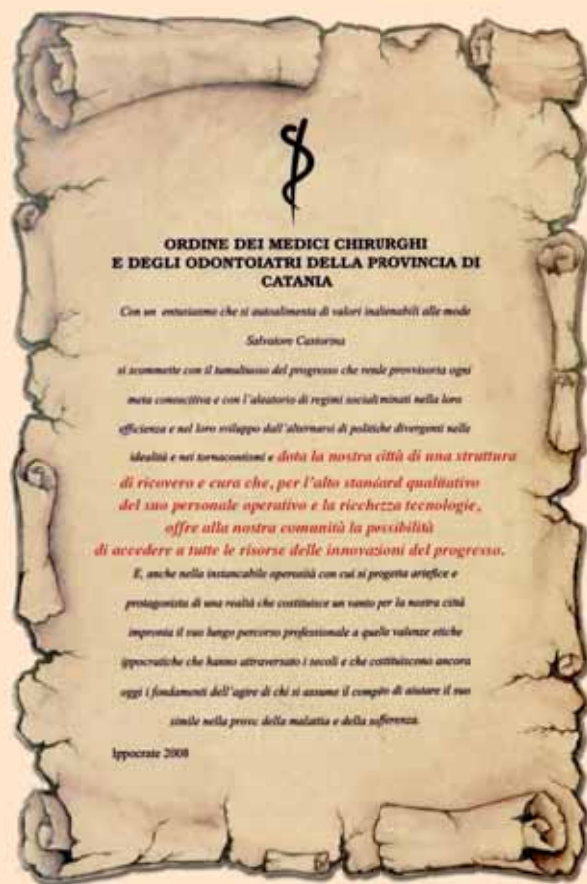 ORDINE DEI MEDICI CHIRURGHI
E DEGLI ODONTOIATRI DELLA PROVINCIA DI
CATANIA
Con un entusiasmo che si autoalimenta di valori inalienabili alle mode
Salvatore Castorina
si scommette con il tumultuoso del progresso che rende provvisoria ogni
meta conoscitiva e con l'aleatorio di regimi socialiminati nella loro
efficienza e nel loro sviluppo dall'alternarsi di politiche divergenti nelle
idealità e nei tornacontismi e dota la nostra città di una struttura
di ricovero e cura che, per l'alto standard qualitativo
del suo personale operativo e la ricchezza tecnologie,
offre alla nostra comunità la possibilità
di accedere a tutte le risorse delle innovazioni del progresso.
E, anche nella instancabile operosità con cui si progetta artefice e
protagonista di una realtà che costituisce un vanto per la nostra città
impronta il suo lungo percorso professionale a quelle valenze etiche
ippocratiche che hanno attraversato i secoli e che costituiscono ancora
oggi i fondamenti dell'agire di chi si assume il compito di aiutare il suo
simile nella prove della malattia e della sofferenza.
Ippocrate 2008